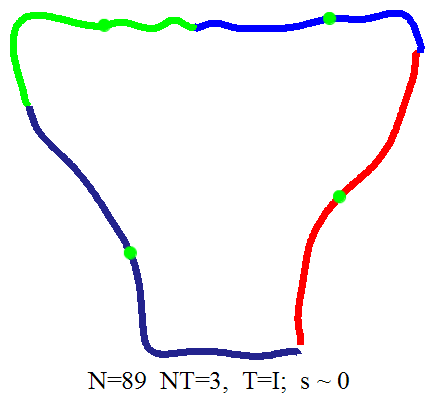 N=89 NT=3, T=I; s ~ 0